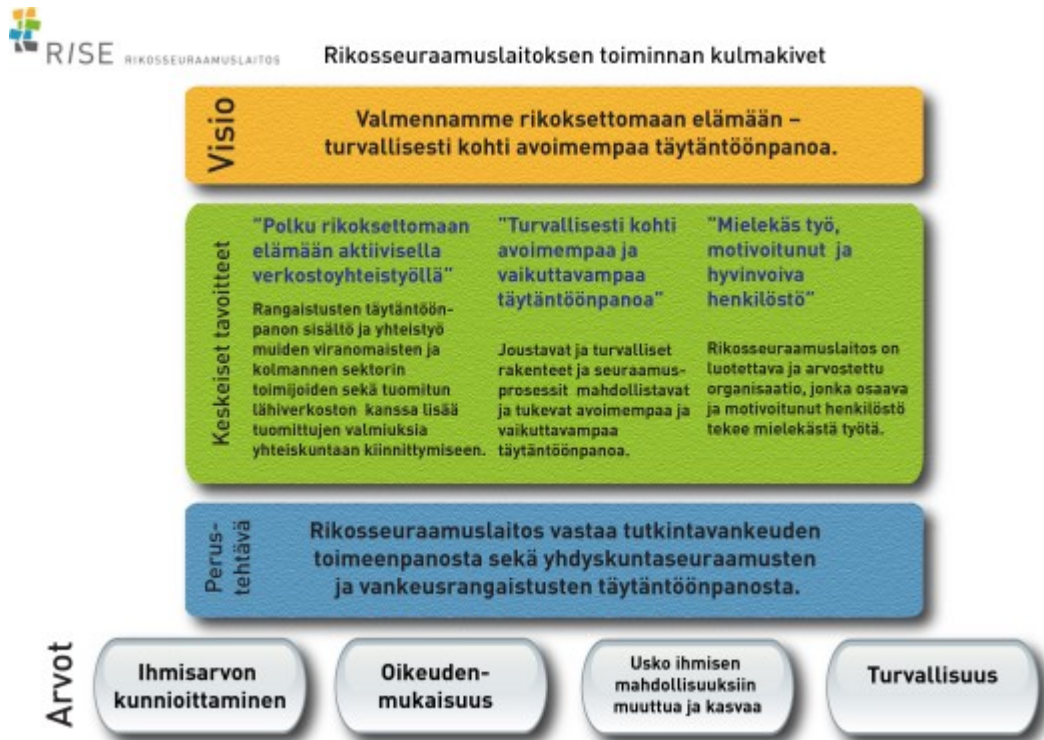 RISE RIKOSSEURAAMUSLAITOS
Rikosseuraamuslaitoksen toiminnan kulmakivet
Visio
Valmennamme rikoksettomaan elämään –
turvallisesti kohti avoimempaa täytäntöönpanoa.
Keskeiset tavoitteet
"Polku rikoksettomaan
elämään aktiivisella
verkostoyhteistyöllä"
Rangaistusten täytäntöön-
panon sisältö ja yhteistyö
muiden viranomaisten ja
kolmannen sektorin
toimijoiden sekä tuomitun
lähiverkoston kanssa lisää
tuomittujen valmiuksia
yhteiskuntaan kiinnittymiseen.
"Turvallisesti kohti
avoimempaa ja
vaikuttavampaa
täytäntöönpanoa"
Joustavat ja turvalliset
rakenteet ja seuraamus-
prosessit mahdollistavat
ja tukevat avoimempaa ja
vaikuttavampaa
täytäntöönpanoa.
"Mielekäs työ,
motivoitunut ja
hyvinvoiva
henkilöstö"
Rikosseuraamuslaitos on
luotettava ja arvostettu
organisaatio, jonka osaava
ja motivoitunut henkilöstö
tekee mielekästä työtä.
Perus-
tehtävä
Rikosseuraamuslaitos vastaa tutkintavankeuden
toimeenpanosta sekä yhdyskuntaseuraamusten
ja vankeusrangaistusten täytäntöönpanosta.
Arvot
Ihmisarvon
kunnioittaminen
Oikeuden-
mukaisuus
Usko ihmisen
mahdollisuuksiin
muuttua ja kasvaa
Turvallisuus